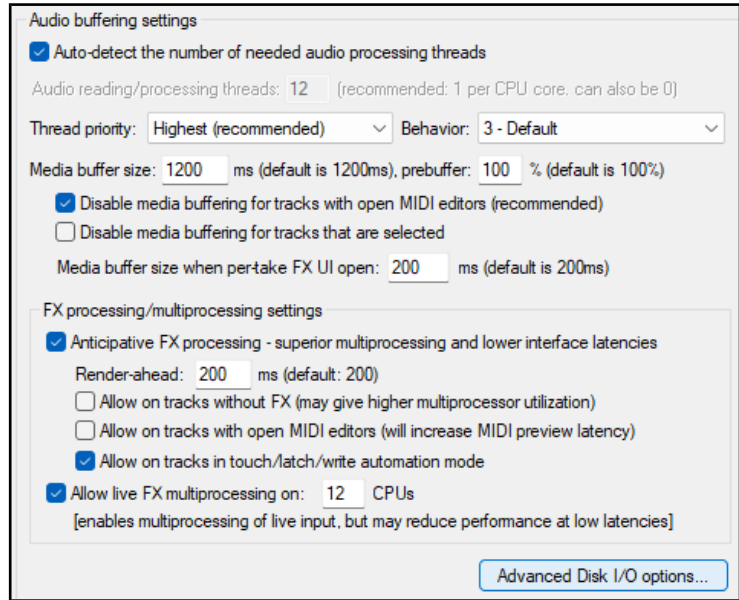 Audio buffering settings
Auto-detect the number of needed audio processing threads
Audio reading/processing threads: 12 (recommended: 1 per CPU core, can also be 0)
Thread priority: Highest (recommended) Behavior: 3 - Default
Media buffer size: 1200 ms (default is 1200ms), prebuffer: 100 % (default is 100%)
Disable media buffering for tracks with open MIDI editors (recommended)
Disable media buffering for tracks that are selected
Media buffer size when per-take FX UI open: 200 ms (default is 200ms)
FX processing/multiprocessing settings
Anticipative FX processing - superior multiprocessing and lower interface latencies
Render-ahead: 200 ms (default: 200)
Allow on tracks without FX (may give higher multiprocessor utilization)
Allow on tracks with open MIDI editors (will increase MIDI preview latency)
Allow on tracks in touch/latch/write automation mode
Allow live FX multiprocessing on: 12 CPUs
[enables multiprocessing of live input, but may reduce performance at low latencies]
Advanced Disk I/O options...